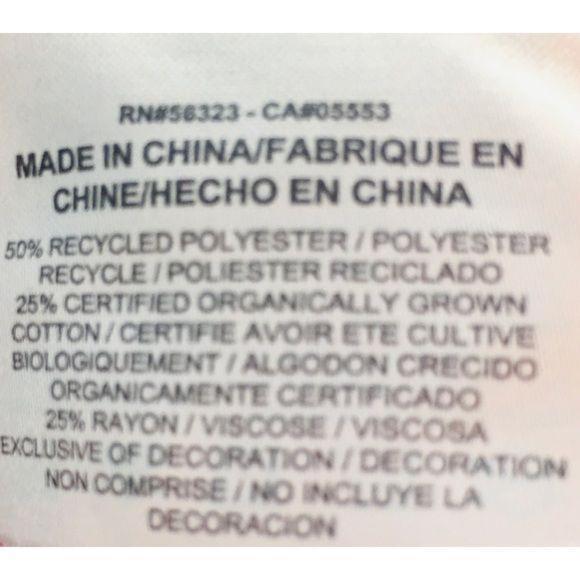 RN#56323 - CA#05553
MADE IN CHINA/FABRIQUE EN
CHINE/HECHO EN CHINA
50% RECYCLED POLYESTER / POLYESTER
RECYCLE / POLIESTER RECICLADO
25% CERTIFIED ORGANICALLY GROWN
COTTON / CERTIFIE AVOIR ETE CULTIVE
BIOLOGIQUEMENT / ALGODON CRECIDO
ORGANICAMENTE CERTIFICADO
25% RAYON / VISCOSE / VISCOSA
EXCLUSIVE OF DECORATION / DECORATION
NON COMPRISE / NO INCLUYE LA
DECORACION